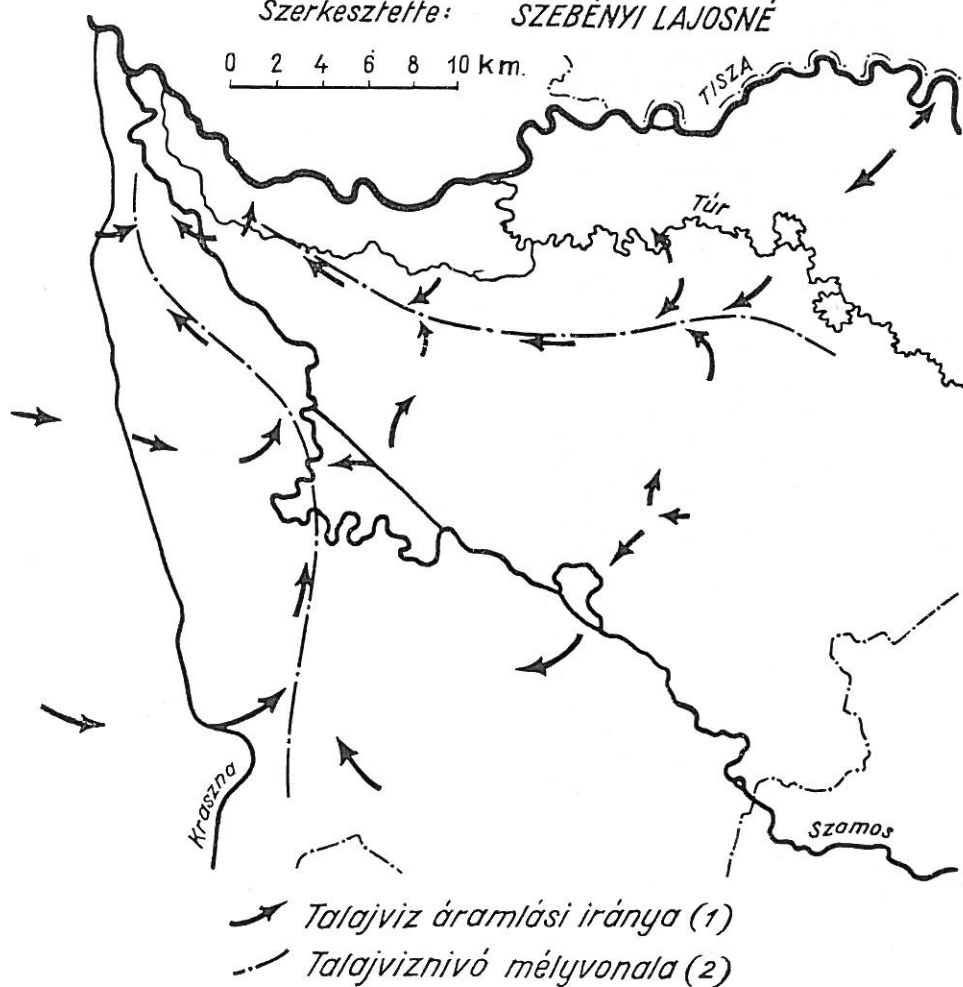 Szerkesztette: SZEBÉNYI LAJOSNÉ
0 2 4 6 8 10 Km.
TISZA
Túr
Kraszna
Szamos
Talajviz áramlási iránya (1)
Talajviznivó mélyvonala (2)